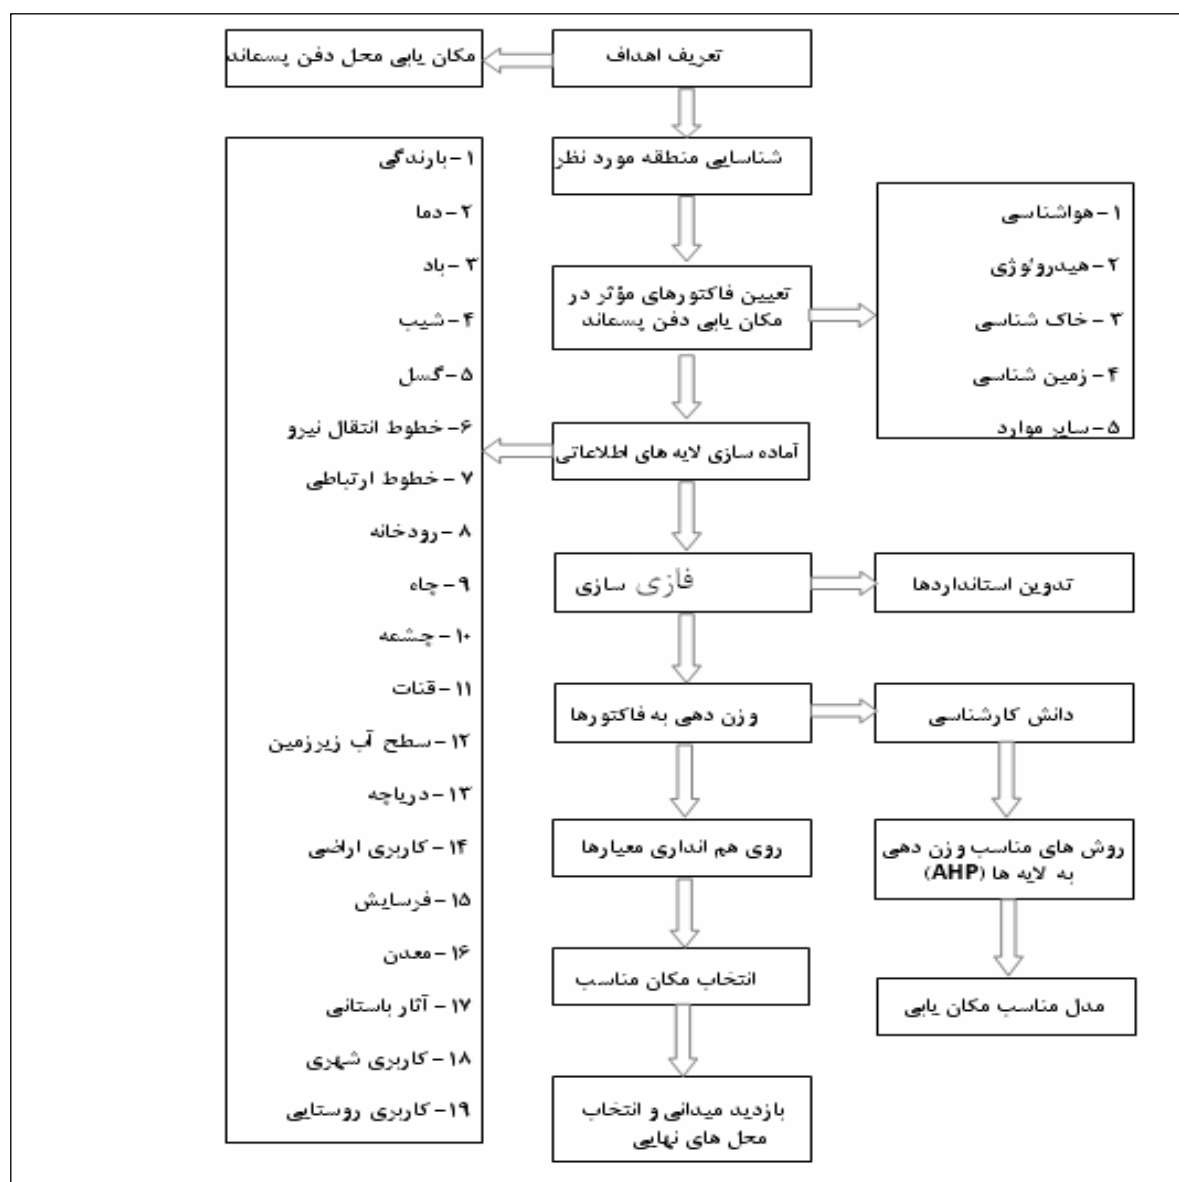 تعریف اهداف
مکان یابی محل دفن پسماند
شناسایی منطقه مورد نظر
تعیین فاکتورهای مؤثر در
مکان یابی دفن پسماند
۱-هواشناسی
۲-هیدرولوژی
۳-خاک شناسی
۴-زمین شناسی
۵-سایر موارد
آماده سازی لایه های اطلاعاتی
۱-بارندگی
۲-دما
۳-باد
۴-شیب
۵-گسل
۶-خطوط انتقال نیرو
۷-خطوط ارتباطی
۸-رودخانه
۹-چاه
۱۰-چشمه
۱۱-قنات
۱۲-سطح آب زیرزمین
۱۳-دریاچه
۱۴-کاربری اراضی
۱۵-فرسایش
۱۶-معدن
۱۷-آثار باستانی
۱۸-کاربری شهری
۱۹-کاربری روستایی
فازی سازی
تدوین استانداردها
وزن دهی به فاکتورها
دانش کارشناسی
روش های مناسب وزن دهی
به لایه ها (AHP)
مدل مناسب مکان یابی
روی هم انداری معیارها
انتخاب مکان مناسب
بازدید میدانی و انتخاب
محل های نهایی